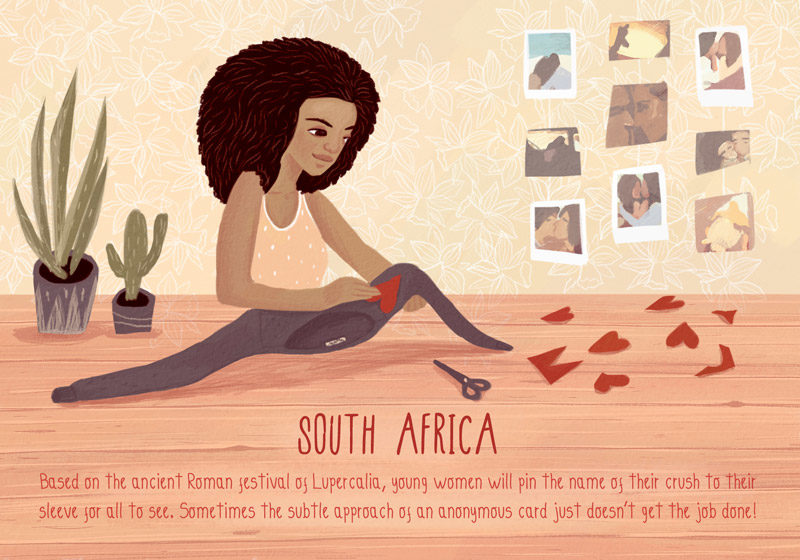 SOUTH AFRICA
Based on the ancient Roman festival of Lupercalia, young women will pin the name of their crush to their
sleeve for all to see. Sometimes the subtle approach of an anonymous card just doesn't get the job done!